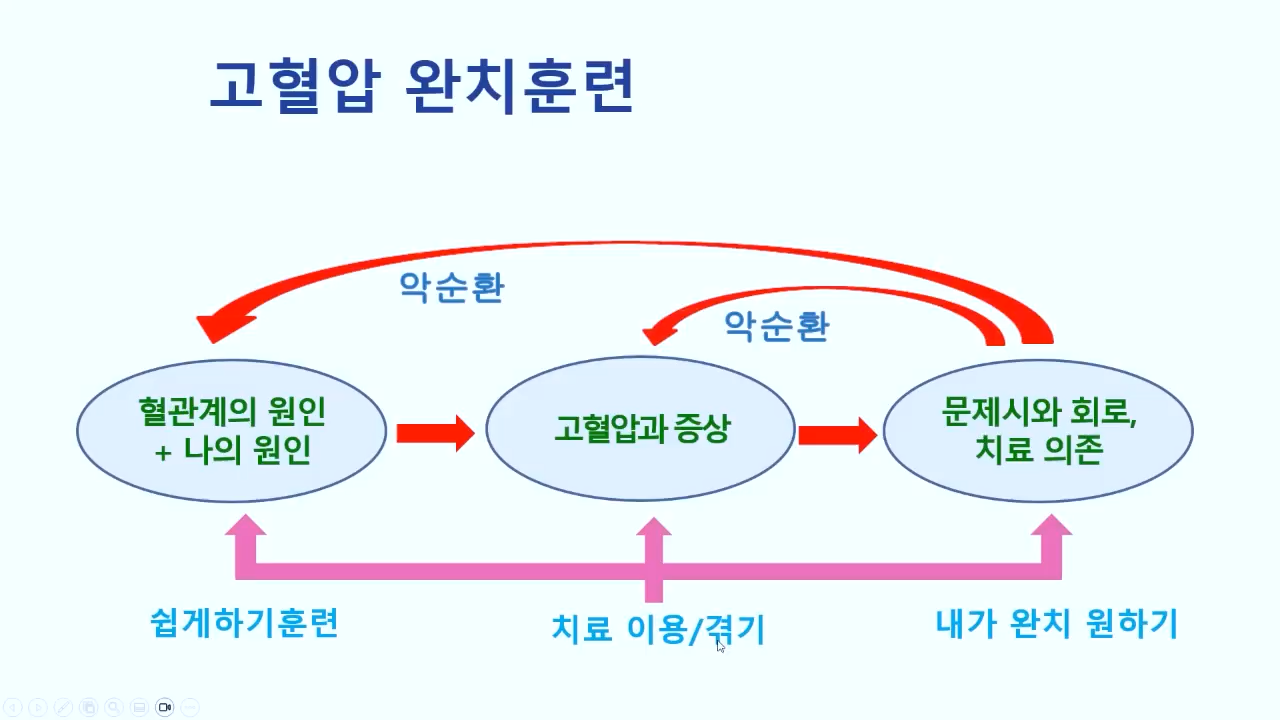 고혈압 완치훈련
악순환
악순환
혈관계의 원인
+ 나의 원인
고혈압과 증상
문제시와 회로,
치료 의존
쉽게하기훈련
치료 이용/겪기
내가 완치 원하기